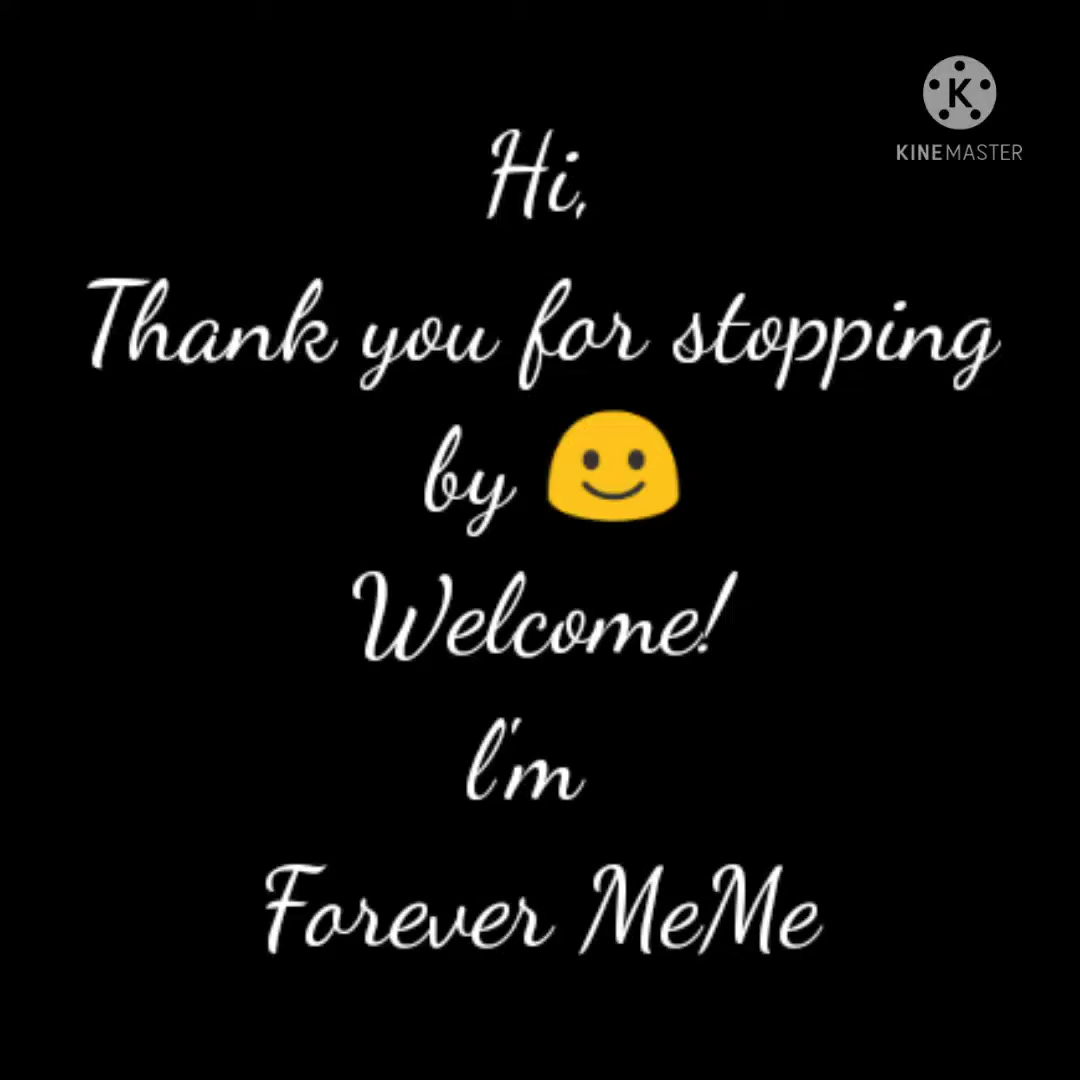 K
KINEMASTER
Hi,
Thank you for stopping
by 🙂
Welcome!
I'm
Forever MeMe